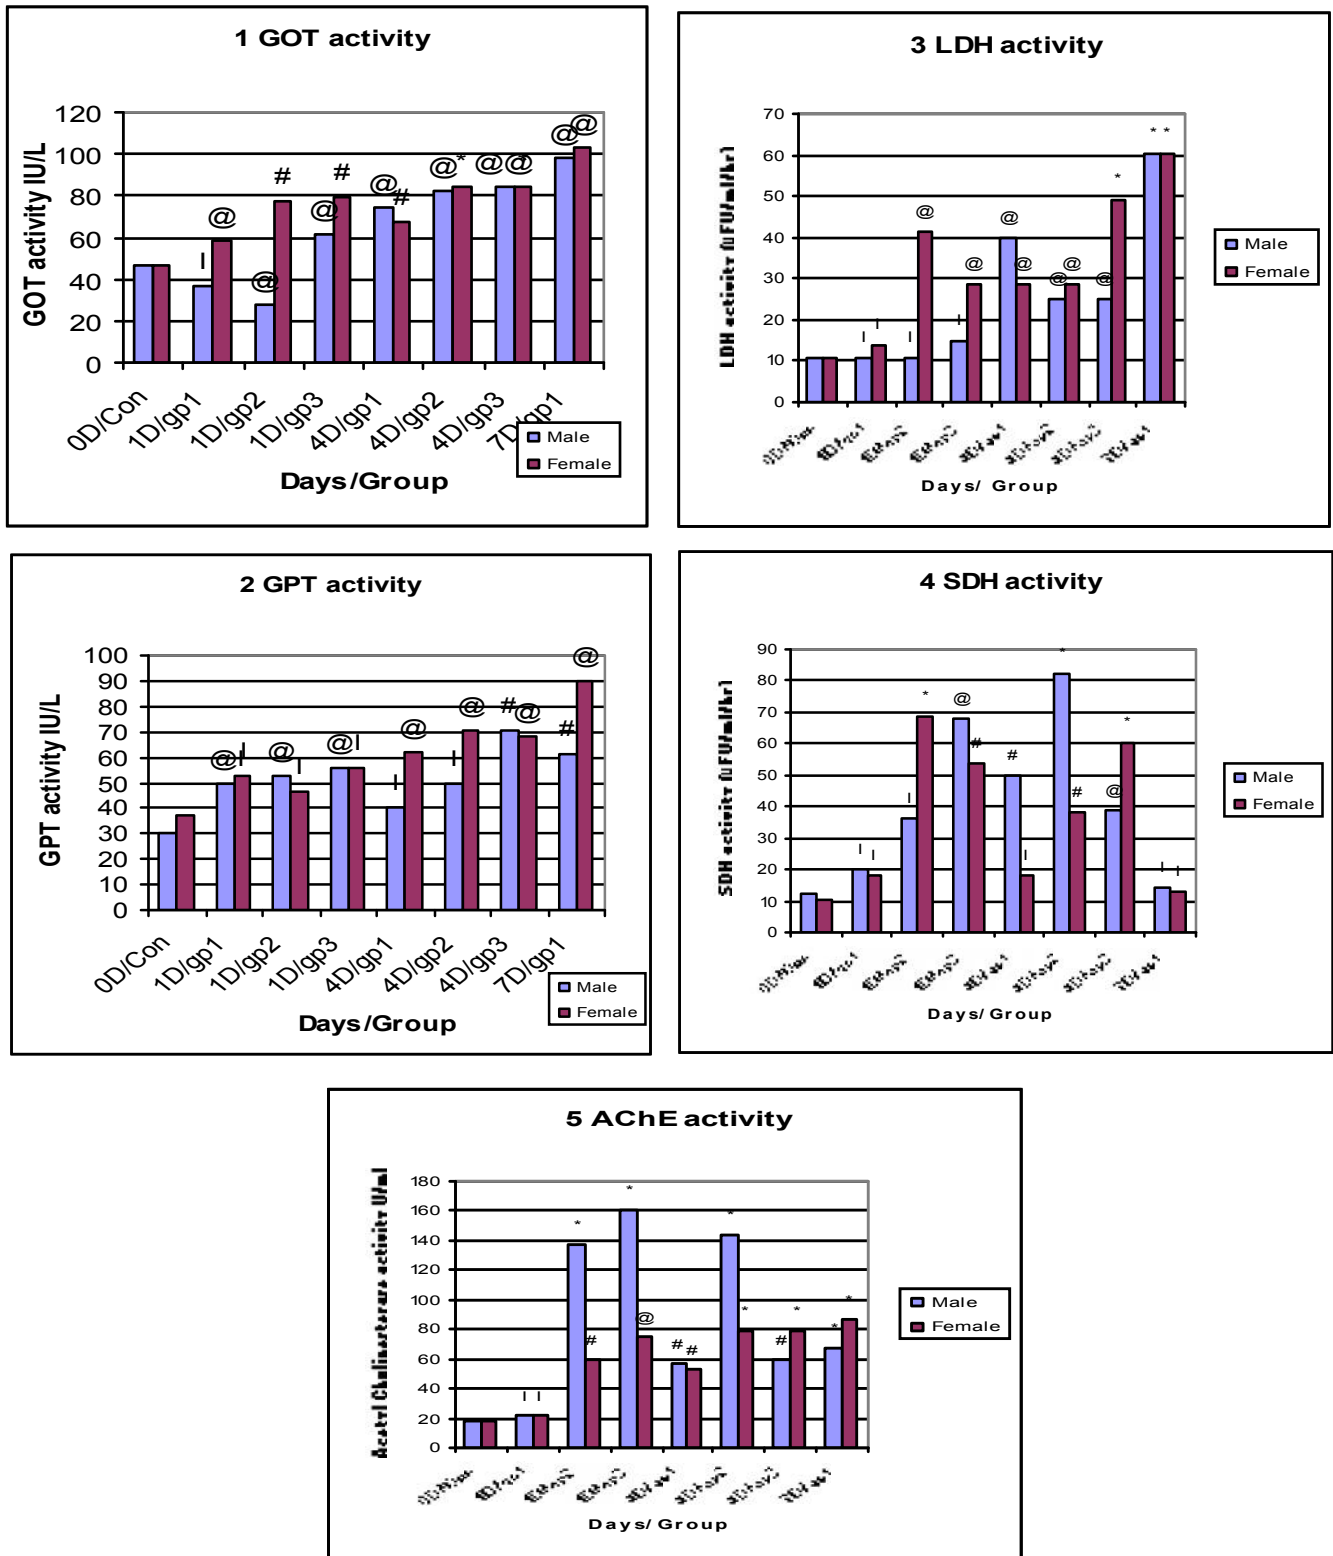 1 GOT activity
GOT activity IU/L
120
100
80
60
40
20
0
I @ @ # @ # @ # @ * @ @ @ @
0D/Con 1D/gp1 1D/gp2 1D/gp3 4D/gp1 4D/gp2 4D/gp3 7D/gp1
Days/Group
Male
Female
3 LDH activity
LDH activity
70
60
50
40
30
20
10
0
I I I @ I @ @ @ @ @ @ * * *
Days/ Group
Male
Female
2 GPT activity
GPT activity IU/L
100
90
80
70
60
50
40
30
20
10
0
@ I @ I @ I I @ I @ # @ # @
0D/Con 1D/gp1 1D/gp2 1D/gp3 4D/gp1 4D/gp2 4D/gp3 7D/gp1
Days/Group
Male
Female
4 SDH activity
SDH activity
90
80
70
60
50
40
30
20
10
0
I I I * @ # # I * # @ * I I
Days/ Group
Male
Female
5 AChE activity
activity U/ml
180
160
140
120
100
80
60
40
20
0
I I * # * @ # # * * # * * *
Days/ Group
Male
Female